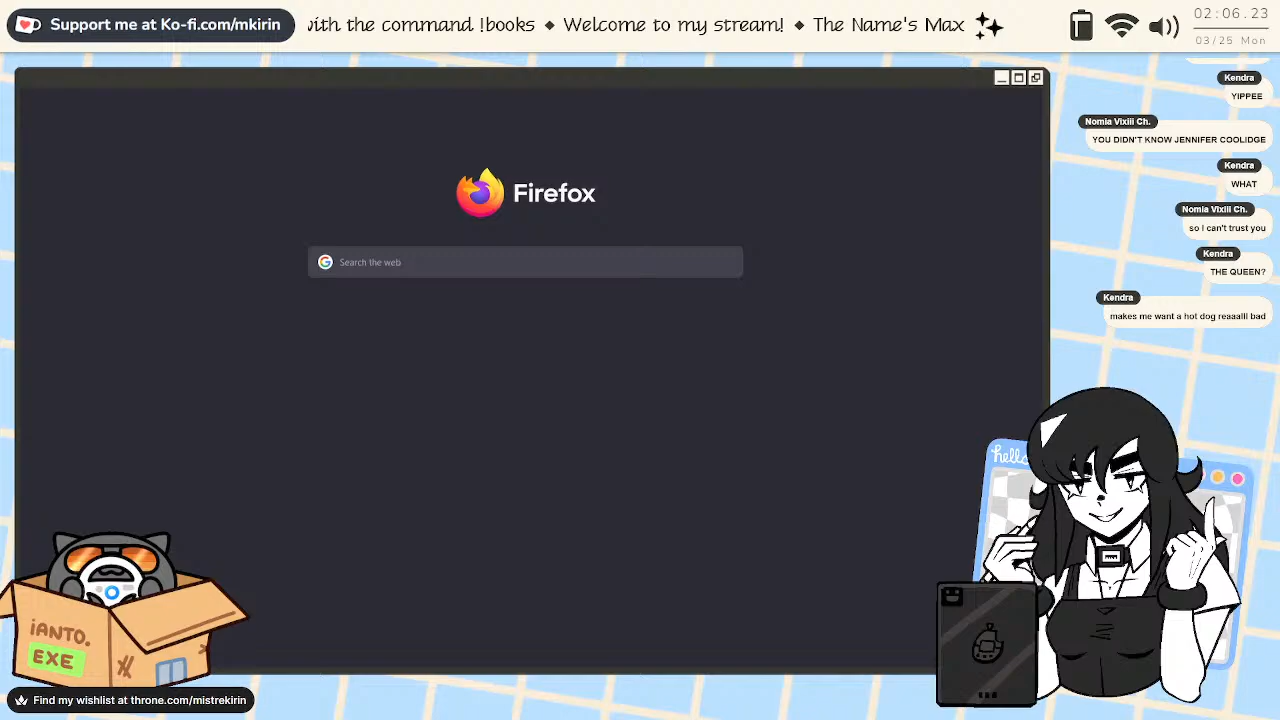 Support me at Ko-fi.com/mkirin
with the command !books ◆ Welcome to my stream! ◆ The Name's Max
02:06.23
03/25 Mon
Kendra
YIPPEE
Nomia Vixiii Ch.
YOU DIDN'T KNOW JENNIFER COOLIDGE
Kendra
WHAT
Nomia Vixiii Ch.
so I can't trust you
Kendra
THE QUEEN?
Kendra
makes me want a hot dog reaaalll bad
Firefox
Search the web
hello
iANTO.
EXE
Find my wishlist at throne.com/mistrekirin